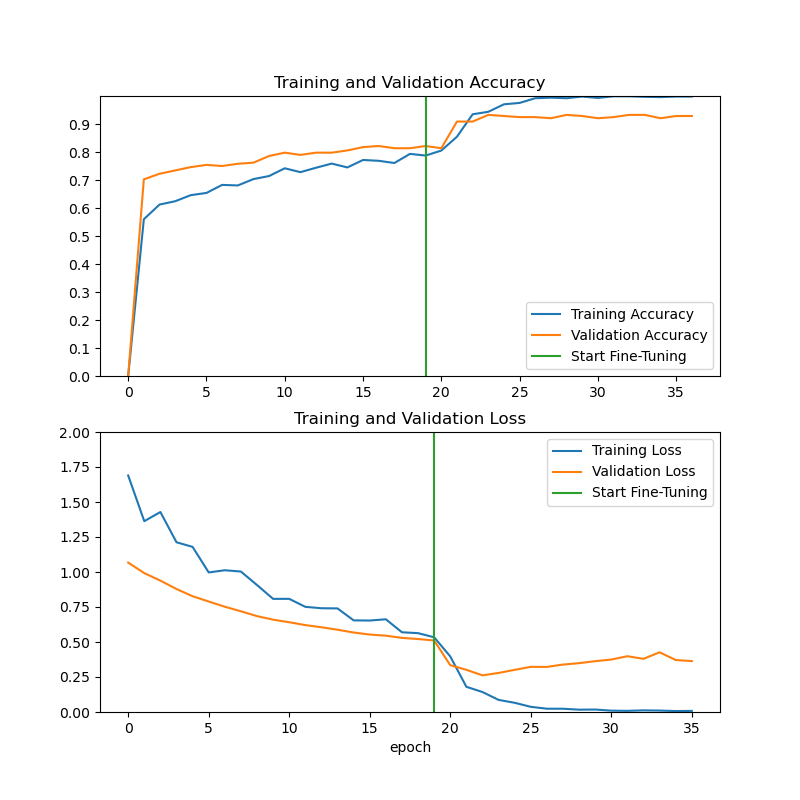 Training and Validation Accuracy
0.9
0.8
0.7
0.6
0.5
0.4
0.3
0.2
0.1
0.0
Training Accuracy
Validation Accuracy
Start Fine-Tuning
0 5 10 15 20 25 30 35
Training and Validation Loss
2.00
1.75
1.50
1.25
1.00
0.75
0.50
0.25
0.00
Training Loss
Validation Loss
Start Fine-Tuning
0 5 10 15 20 25 30 35
epoch